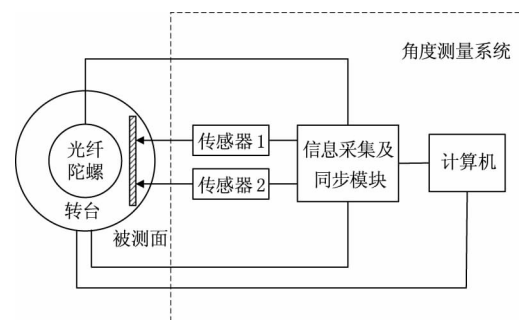 角度测量系统
光纤
陀螺
转台
被测面
传感器1
传感器2
信息采集及
同步模块
计算机